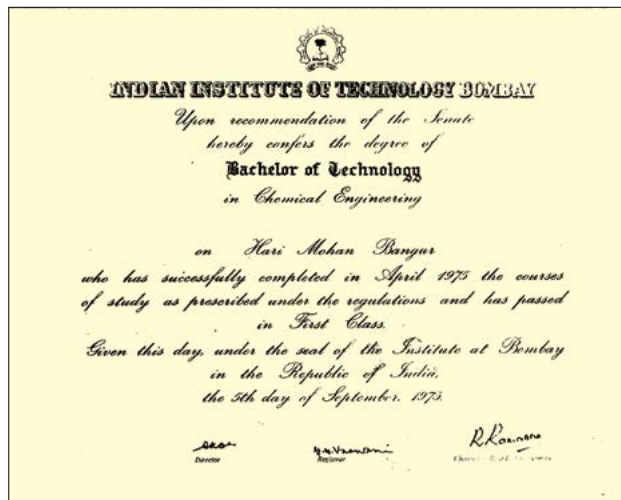 INDIAN INSTITUTE OF TECHNOLOGY BOMBAY
Upon recommendation of the Senate
hereby confers the degree of
Bachelor of Technology
in Chemical Engineering
on Hari Mohan Bangur
who has successfully completed in April 1975 the courses
of study as prescribed under the regulations and has passed
in First Class.
Given this day, under the seal of the Institute at Bombay
in the Republic of India,
the 5th day of September, 1975.
R. Ramanna
Director
Registrar